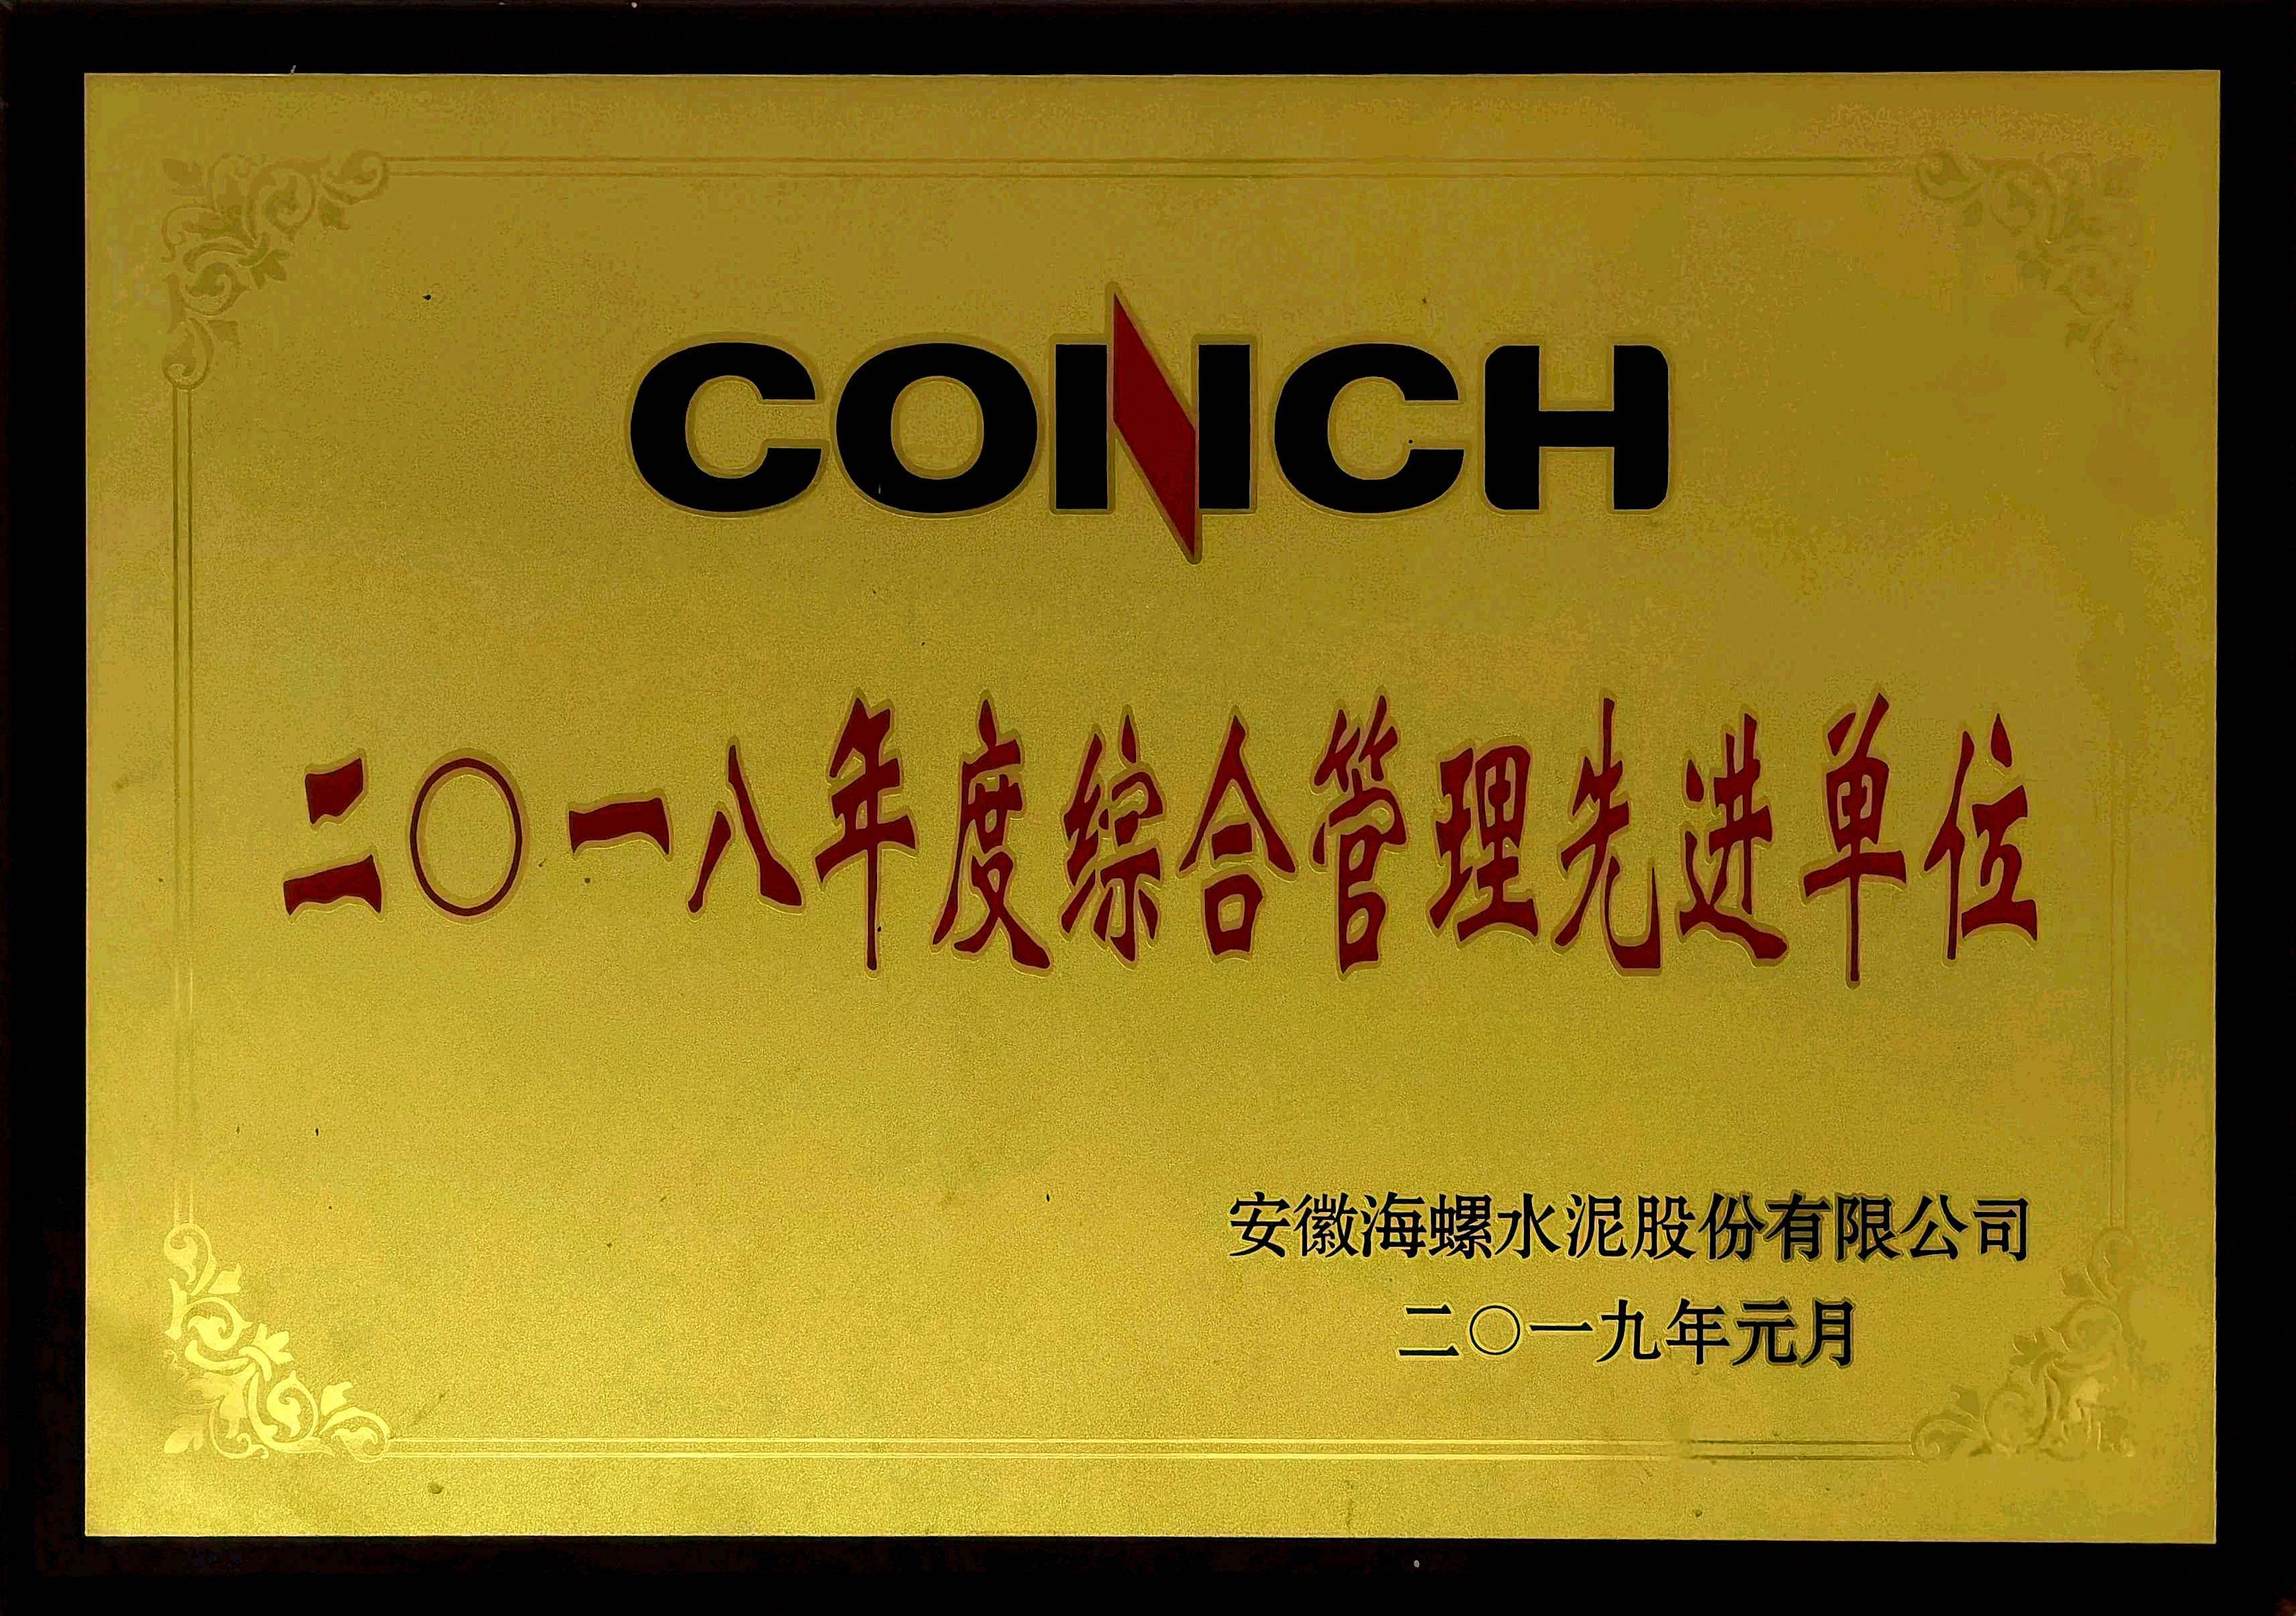 CONCH
二〇一八年度综合管理先进单位
安徽海螺水泥股份有限公司
二〇一九年元月